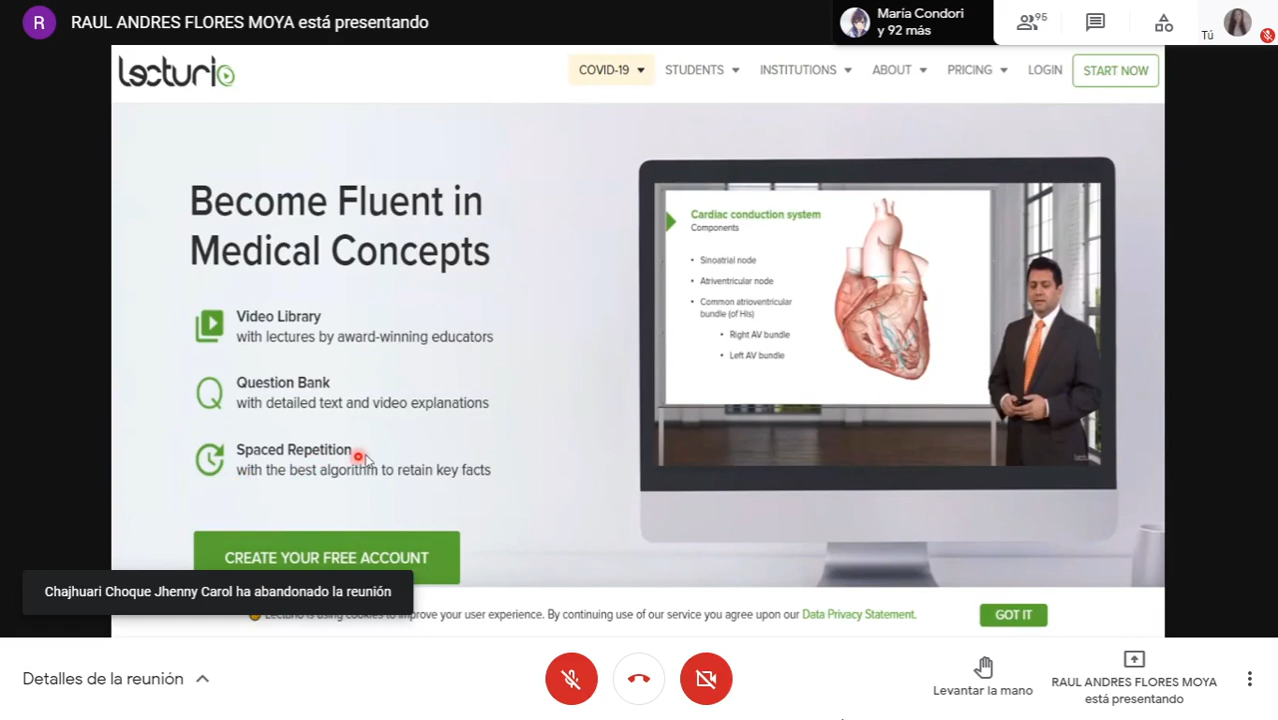 R
RAUL ANDRES FLORES MOYA está presentando
María Condori
y 92 más
95
Tú
Lecturio
COVID-19
STUDENTS
INSTITUTIONS
ABOUT
PRICING
LOGIN
START NOW
Become Fluent in
Medical Concepts
Video Library
with lectures by award-winning educators
Question Bank
with detailed text and video explanations
Spaced Repetition
with the best algorithm to retain key facts
CREATE YOUR FREE ACCOUNT
Cardiac conduction system
Components
• Sinoatrial node
• Atriventricular node
• Common atrioventricular
bundle (of His)
• Right AV bundle
• Left AV bundle
Chajhuari Choque Jhenny Carol ha abandonado la reunión
Lecturio is using cookies to improve your user experience. By continuing use of our service you agree upon our Data Privacy Statement.
GOT IT
Detalles de la reunión
Levantar la mano
RAUL ANDRES FLORES MOYA
está presentando